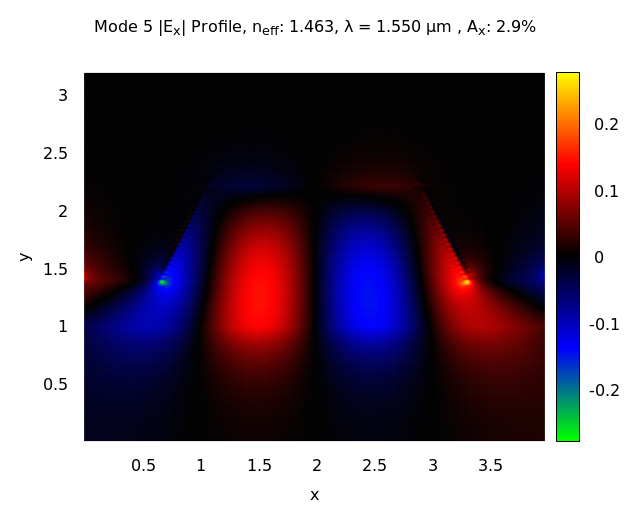 Mode 5 |Eₓ| Profile, n_eff: 1.463, λ = 1.550 μm , Aₓ: 2.9%
3
2.5
2
1.5
1
0.5
y
0.5 1 1.5 2 2.5 3 3.5
x
0.2
0.1
0
-0.1
-0.2